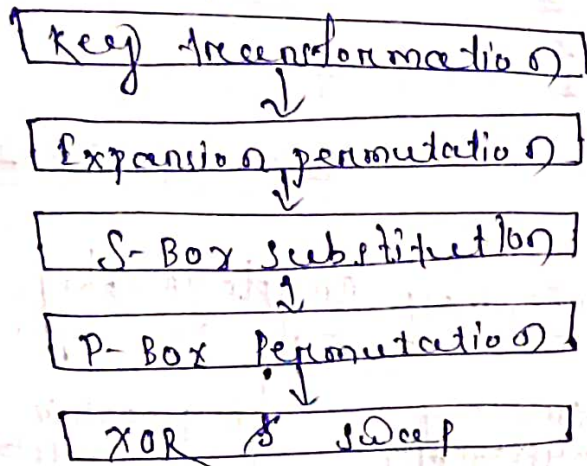 Key transformation
Expansion permutation
S-Box substitution
P-Box Permutation
XOR & swap